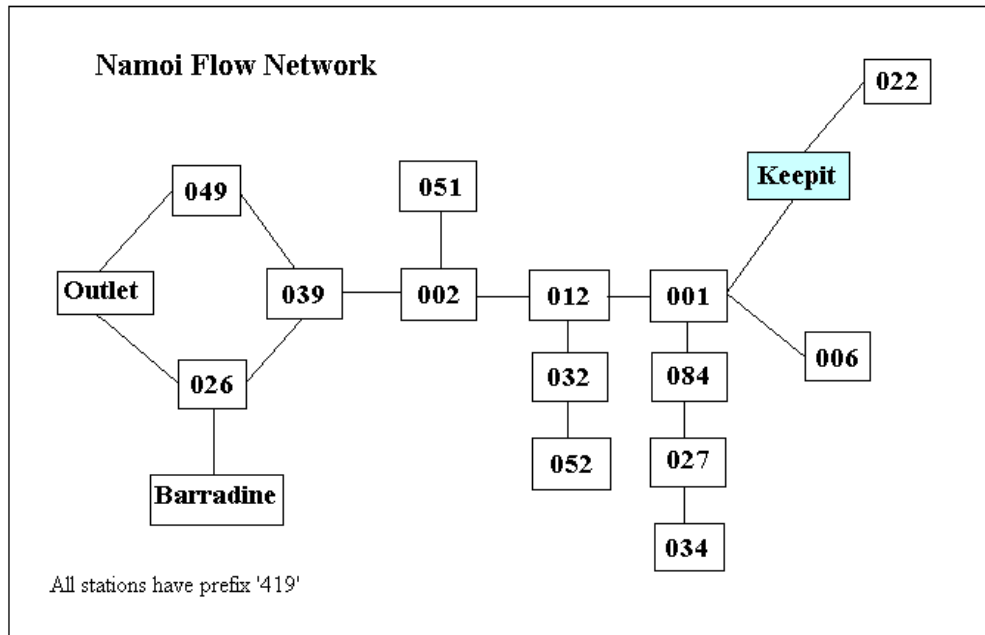 Namoi Flow Network
022
Keepit
049
051
Outlet
039
002
012
001
006
026
032
084
Barradine
052
027
034
All stations have prefix '419'